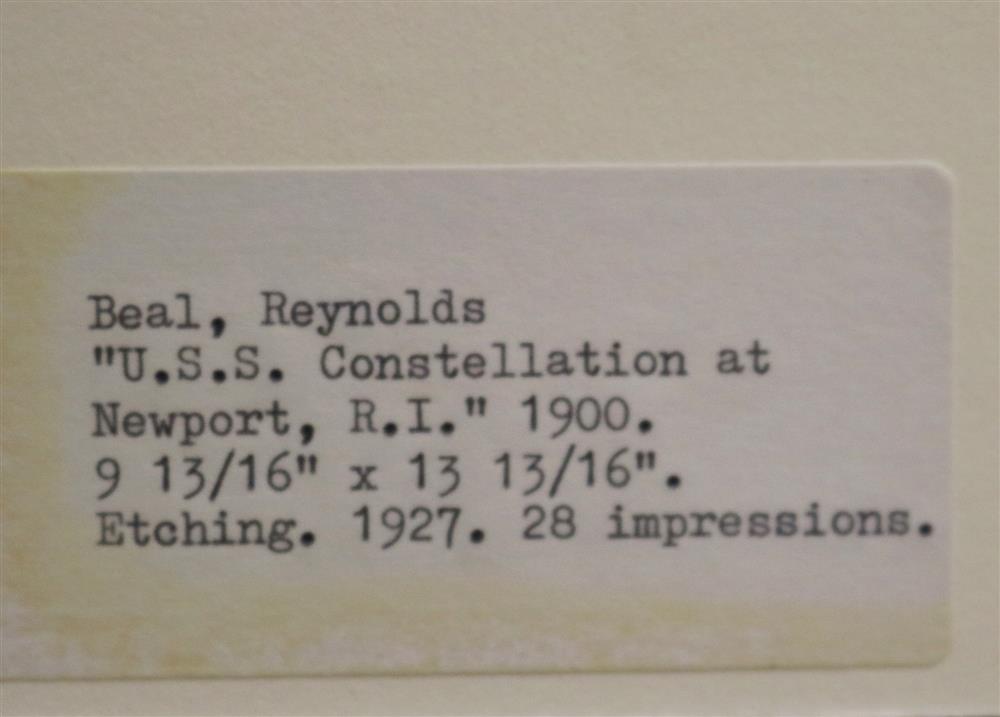 Beal, Reynolds
"U.S.S. Constellation at
Newport, R.I." 1900.
9 13/16" x 13 13/16".
Etching. 1927. 28 impressions.